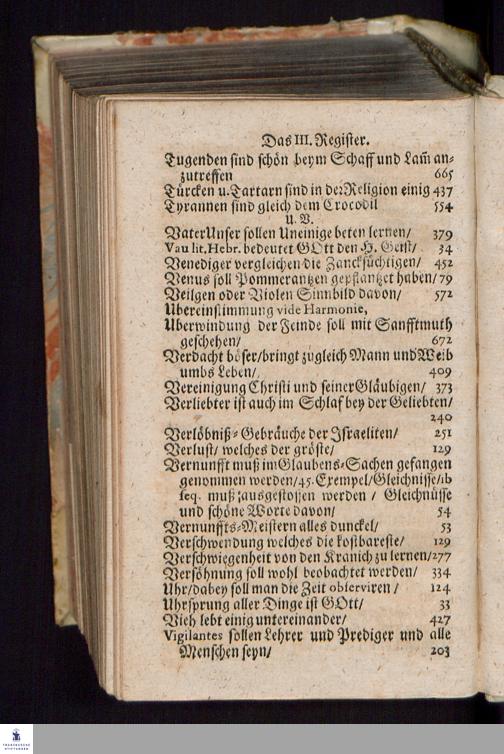 Das III. Register.
Tugenden sind schön beym Schaff und Lam̃ an-
zutreffen 665
Türcken u. Tartarn sind in der Religion einig 437
Tyrannen sind gleich dem Crocodil 554
U. V.
VaterUnser sollen Uneinige beten lernen/ 379
Vau lit. Hebr. bedeutet GOtt den H. Geist/ 34
Venediger vergleichen die Zancksüchtigen/ 452
Venus soll Pommerantzen gepflantzet haben/ 79
Veilgen oder Violen Sinnbild davon/ 572
Ubereinstimmung vide Harmonie,
Uberwindung der Feinde soll mit Sanfftmuth
geschehen/ 672
Verdacht böser/bringt zugleich Mann und Weib
umbs Leben/ 409
Vereinigung Christi und seiner Gläubigen/ 373
Verliebter ist auch im Schlaf bey der Geliebten/
240
Verlöbniß-Gebräuche der Israeliten/ 251
Verlust/ welches der gröste/ 129
Vernunfft muß im Glaubens-Sachen gefangen
genommen werden/45. Exempel/Gleichnisse/ib
seq. muß ausgestossen werden / Gleichnüsse
und schöne Worte davon/ 54
Vernunffts-Meistern alles dunckel/ 53
Verschwendung welches die kostbareste/ 129
Verschwiegenheit von den Kranich zu lernen/277
Versöhnung soll wohl beobachtet werden/ 334
Uhr/dabey soll man die Zeit observiren / 124
Uhrsprung aller Dinge ist GOtt/ 33
Vieh lebt einig untereinander/ 427
Vigilantes sollen Lehrer und Prediger und alle
Menschen seyn/ 203
FRANCKESCHE
STIFTUNGEN